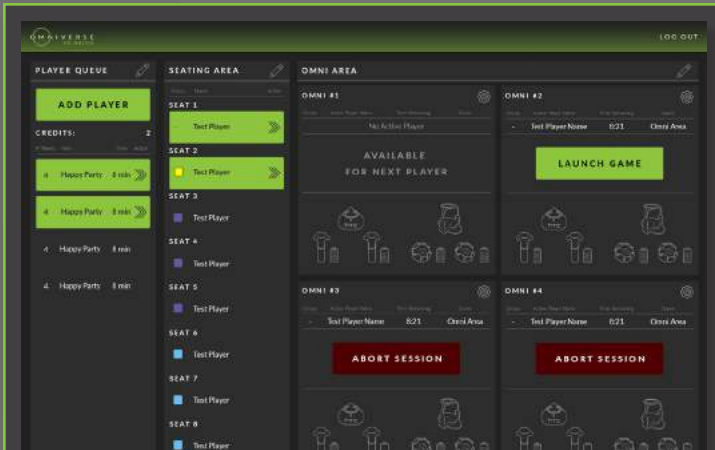 OMNIVERSE
LOG OUT
PLAYER QUEUE
ADD PLAYER
CREDITS: 2
4 Happy Party 8 min
4 Happy Party 8 min
4 Happy Party 8 min
4 Happy Party 8 min
SEATING AREA
SEAT 1
- Test Player
SEAT 2
Test Player
SEAT 3
Test Player
SEAT 4
Test Player
SEAT 5
Test Player
SEAT 6
Test Player
SEAT 7
Test Player
SEAT 8
Test Player
OMNI AREA
OMNI #1
No Active Player
AVAILABLE
FOR NEXT PLAYER
OMNI #2
- Test Player Name 8:21 Omni Area
LAUNCH GAME
OMNI #3
- Test Player Name 8:21 Omni Area
ABORT SESSION
OMNI #4
- Test Player Name 8:21 Omni Area
ABORT SESSION